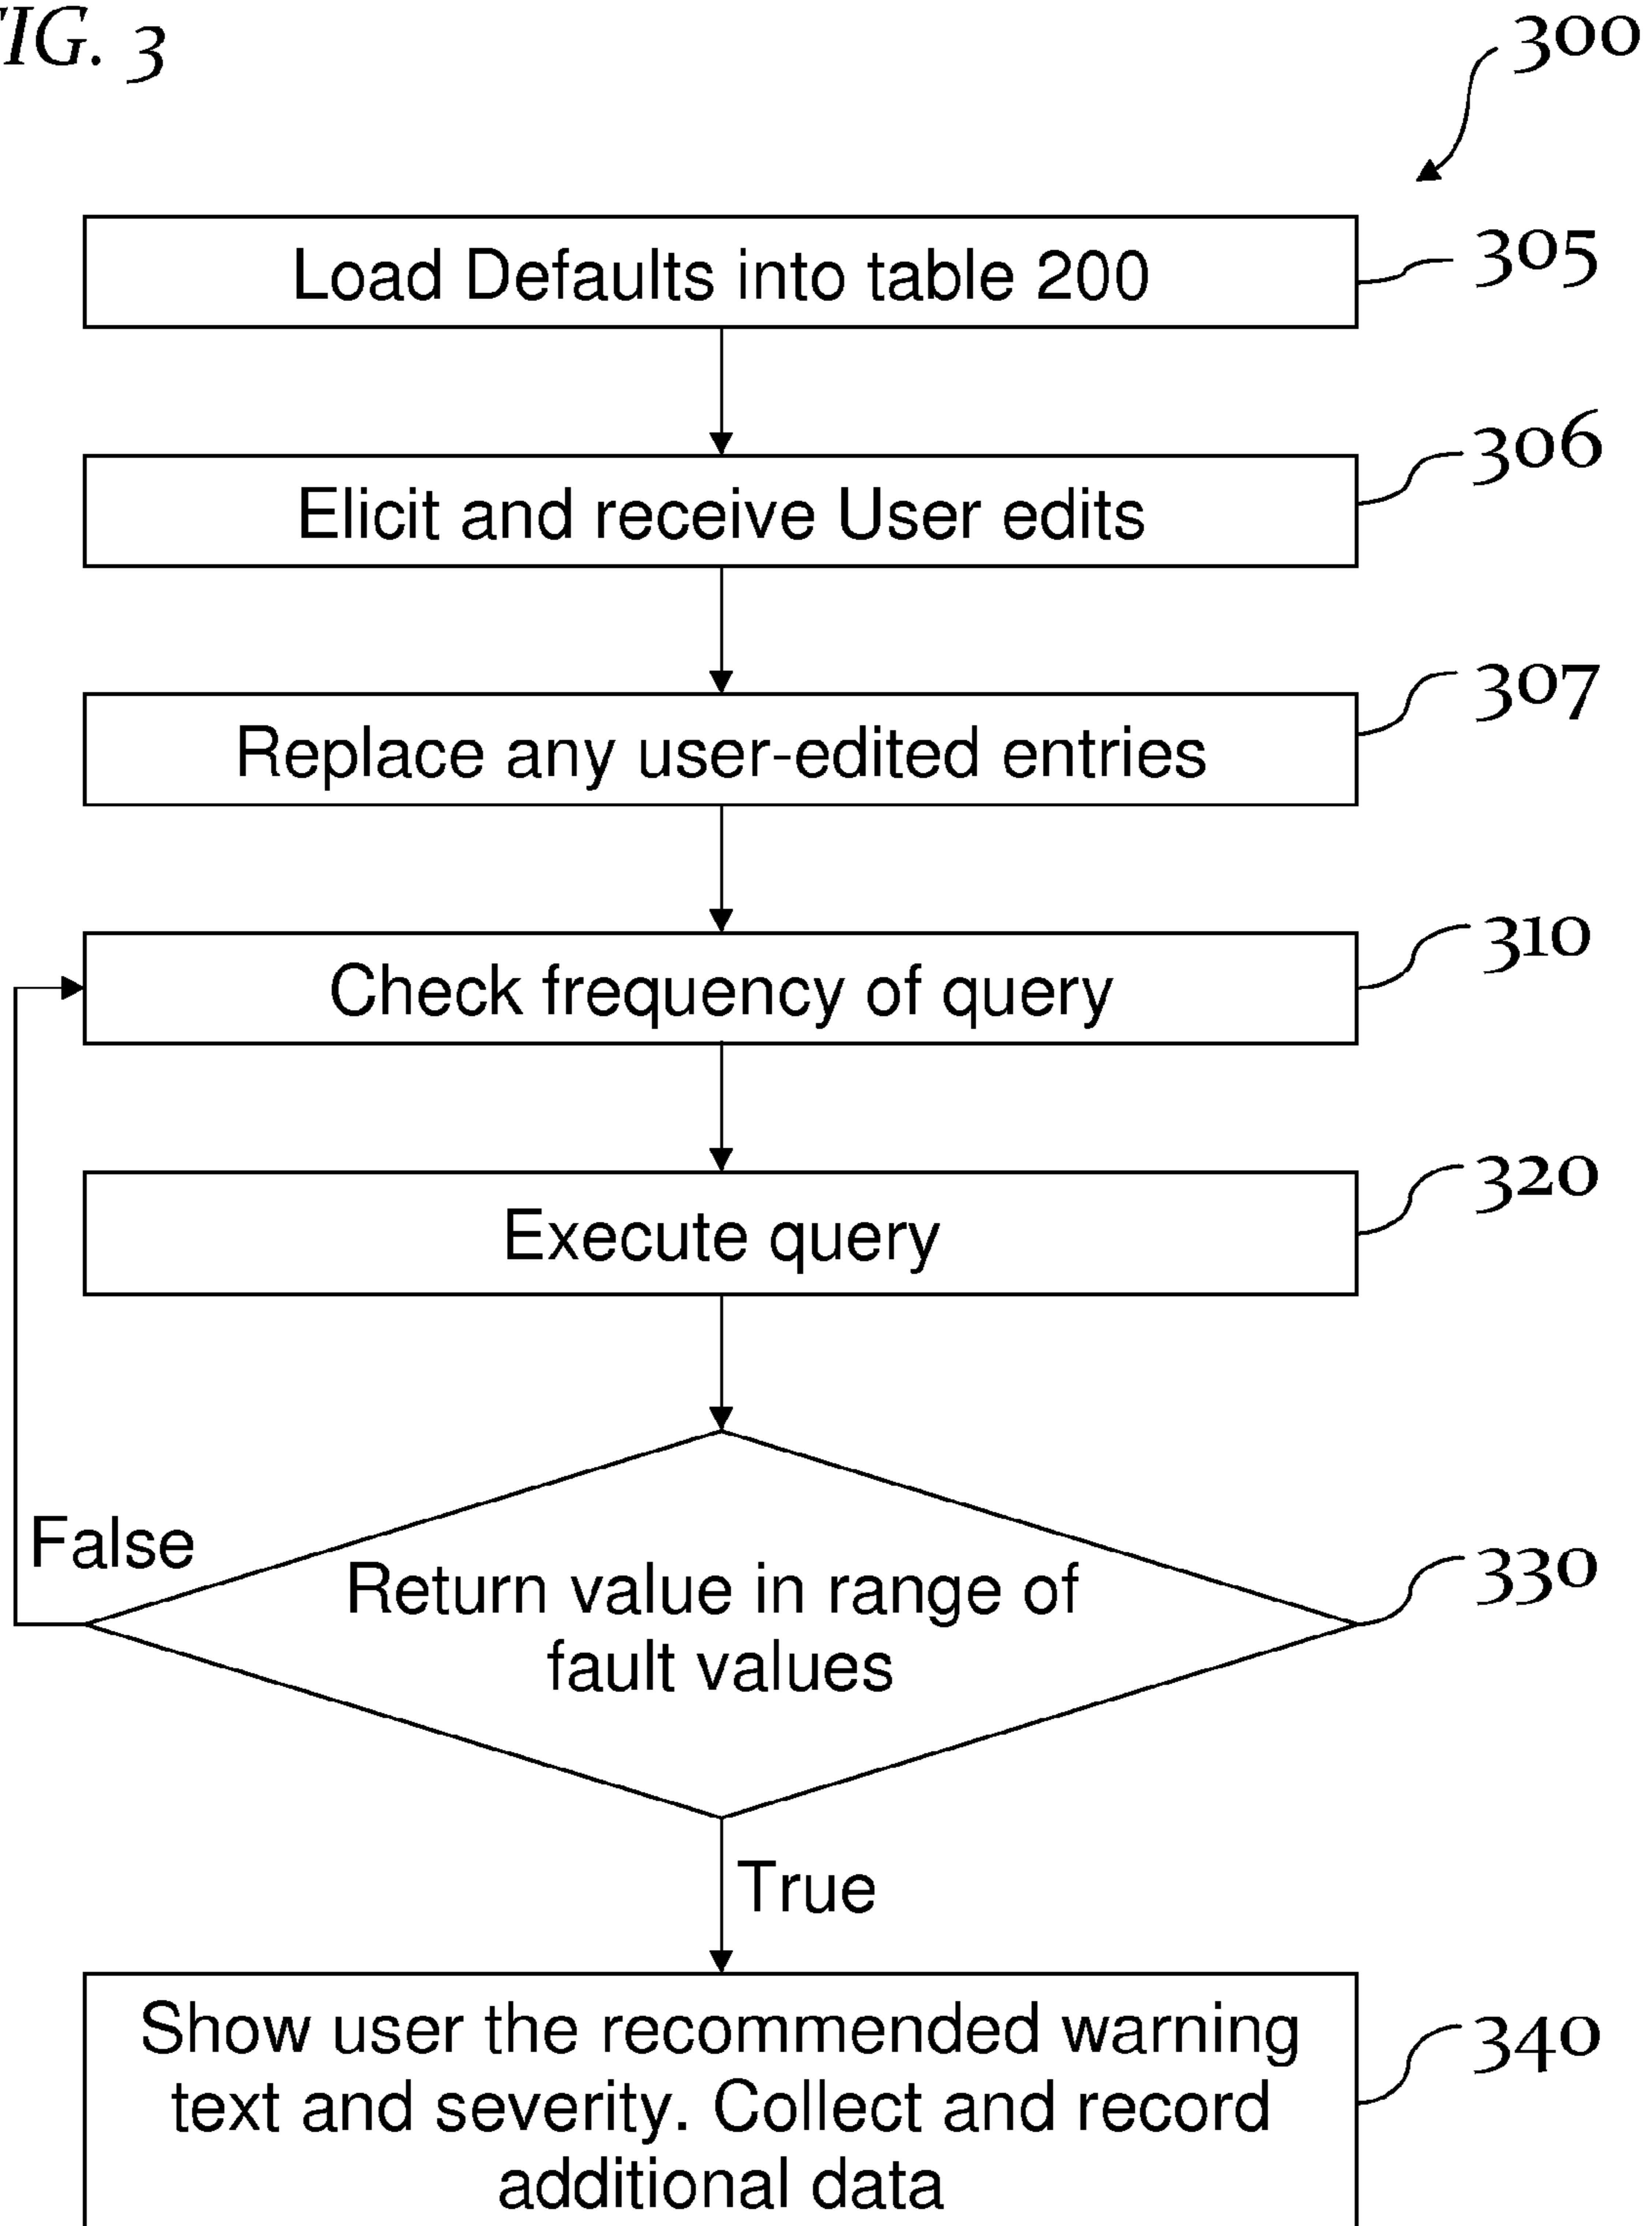 FIG. 3
300
Load Defaults into table 200
305
Elicit and receive User edits
306
Replace any user-edited entries
307
Check frequency of query
310
Execute query
320
False
Return value in range of
fault values
330
True
Show user the recommended warning
text and severity. Collect and record
additional data
340